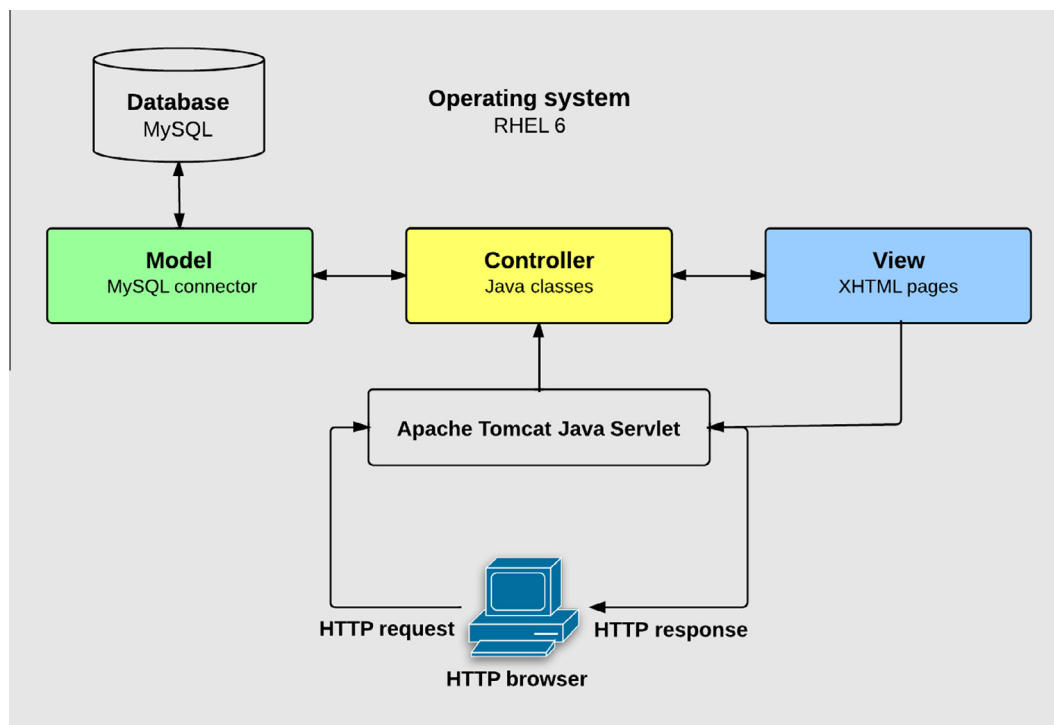 Database
MySQL
Operating system
RHEL 6
Model
MySQL connector
Controller
Java classes
View
XHTML pages
Apache Tomcat Java Servlet
HTTP request
HTTP response
HTTP browser